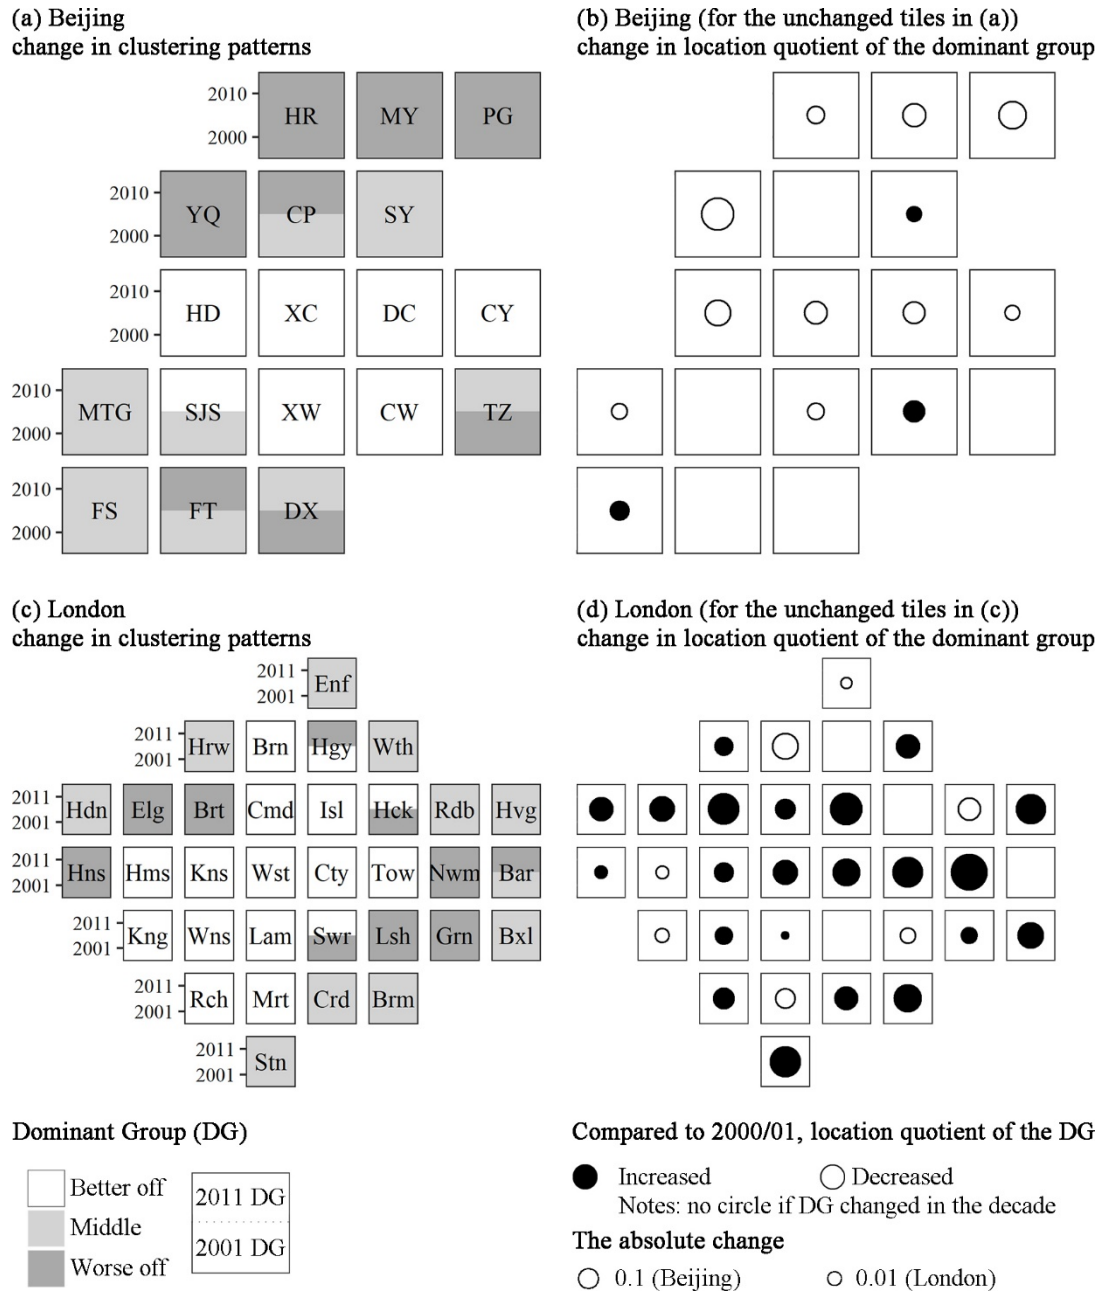 (a) Beijing
change in clustering patterns
(b) Beijing (for the unchanged tiles in (a))
change in location quotient of the dominant group
2010
2000
HR MY PG
2010
2000
YQ CP SY
2010
2000
HD XC DC CY
2010
2000
MTG SJS XW CW TZ
2010
2000
FS FT DX
(c) London
change in clustering patterns
(d) London (for the unchanged tiles in (c))
change in location quotient of the dominant group
2011
2001
Enf
2011
2001
Hrw Brn Hgy Wth
2011
2001
Hdn Elg Brt Cmd Isl Hck Rdb Hvg
2011
2001
Hns Hms Kns Wst Cty Tow Nwm Bar
2011
2001
Kng Wns Lam Swr Lsh Grn Bxl
2011
2001
Rch Mrt Crd Brm
2011
2001
Stn
Dominant Group (DG)
Better off
Middle
Worse off
2011 DG
2001 DG
Compared to 2000/01, location quotient of the DG
Increased Decreased
Notes: no circle if DG changed in the decade
The absolute change
0.1 (Beijing) 0.01 (London)